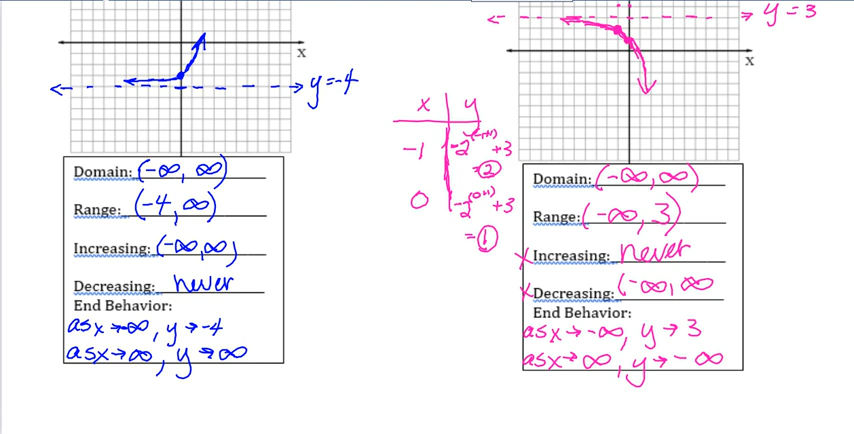 x
y=-4
Domain: (-∞, ∞)
Range: (-4, ∞)
Increasing: (-∞,∞)
Decreasing: never
End Behavior:
as x→-∞, y→-4
as x→∞, y→∞
x y
-1 -2^(-1+1) +3
=2
0 -2^(0+1) +3
=1
y=3
x
Domain: (-∞, ∞)
Range: (-∞, 3)
x Increasing: never
x Decreasing: (-∞, ∞
End Behavior:
as x→-∞, y→3
as x→∞, y→-∞